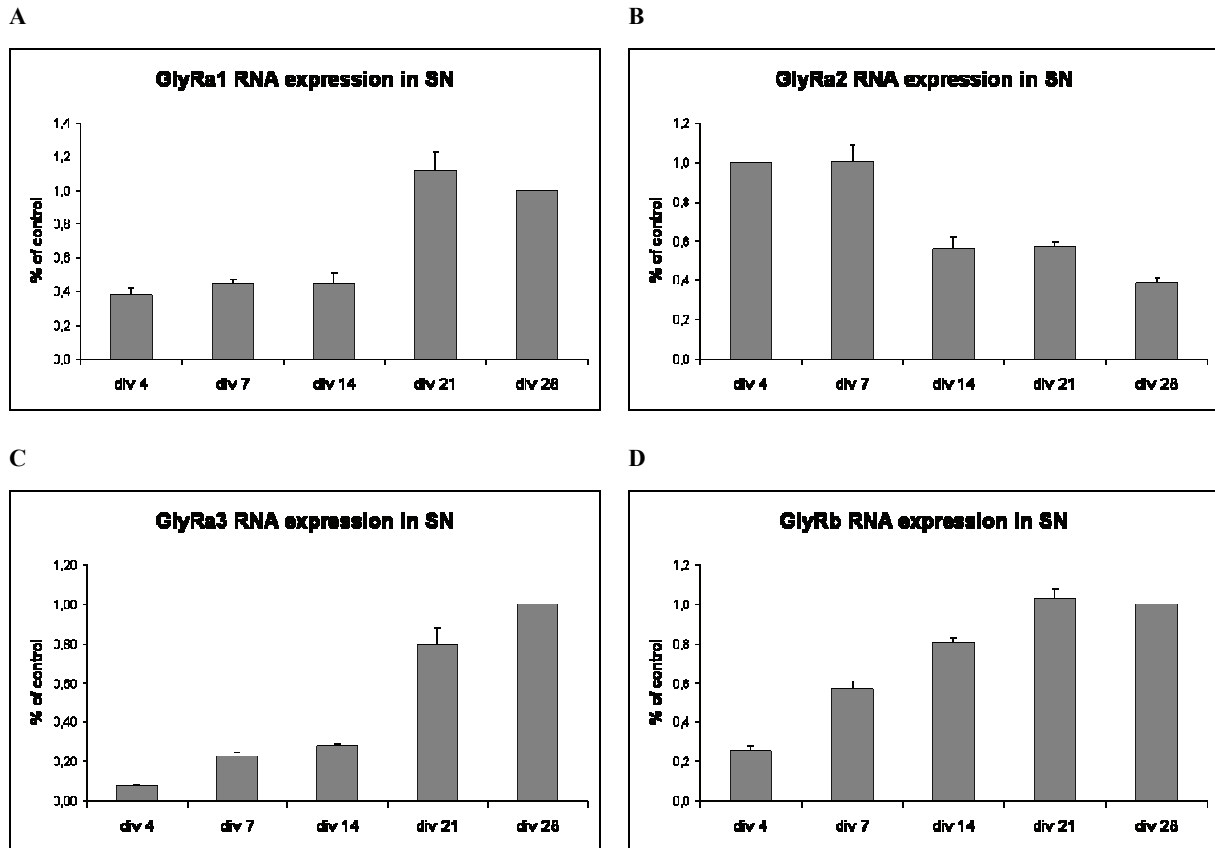 A
GlyRa1 RNA expression in SN
% of control
1,4
1,2
1,0
0,8
0,6
0,4
0,2
0,0
div 4 div 7 div 14 div 21 div 28
B
GlyRa2 RNA expression in SN
% of control
1,2
1,0
0,8
0,6
0,4
0,2
0,0
div 4 div 7 div 14 div 21 div 28
C
GlyRa3 RNA expression in SN
% of control
1,20
1,00
0,80
0,60
0,40
0,20
0,00
div 4 div 7 div 14 div 21 div 28
D
GlyRb RNA expression in SN
% of control
1,2
1,0
0,8
0,6
0,4
0,2
0,0
div 4 div 7 div 14 div 21 div 28